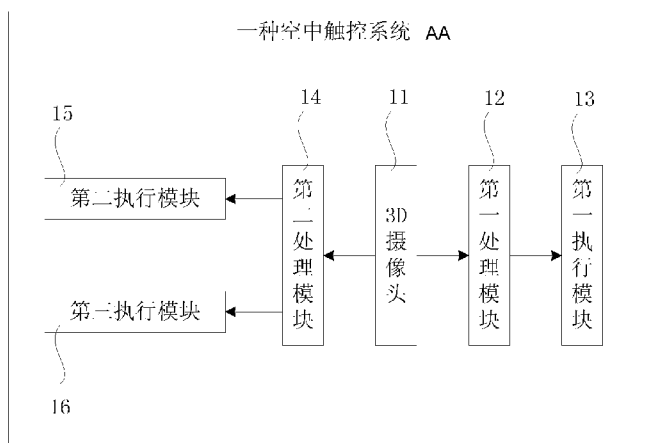 一种空中触控系统 AA
14
11
12
13
15
第二执行模块
第三执行模块
16
第二处理模块
3D摄像头
第一处理模块
第一执行模块